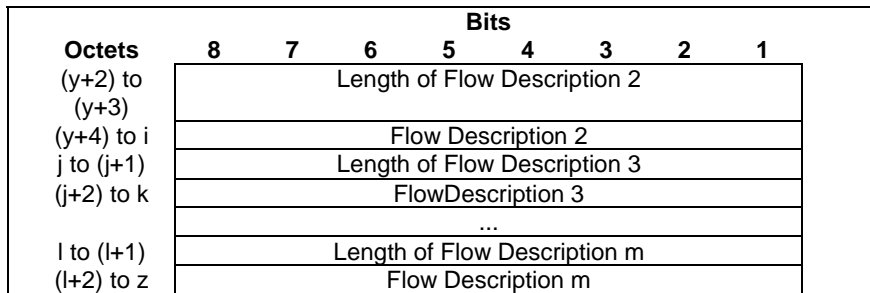 Bits
Octets 8 7 6 5 4 3 2 1
(y+2) to Length of Flow Description 2
(y+3)
(y+4) to i Flow Description 2
j to (j+1) Length of Flow Description 3
(j+2) to k FlowDescription 3
...
l to (l+1) Length of Flow Description m
(l+2) to z Flow Description m